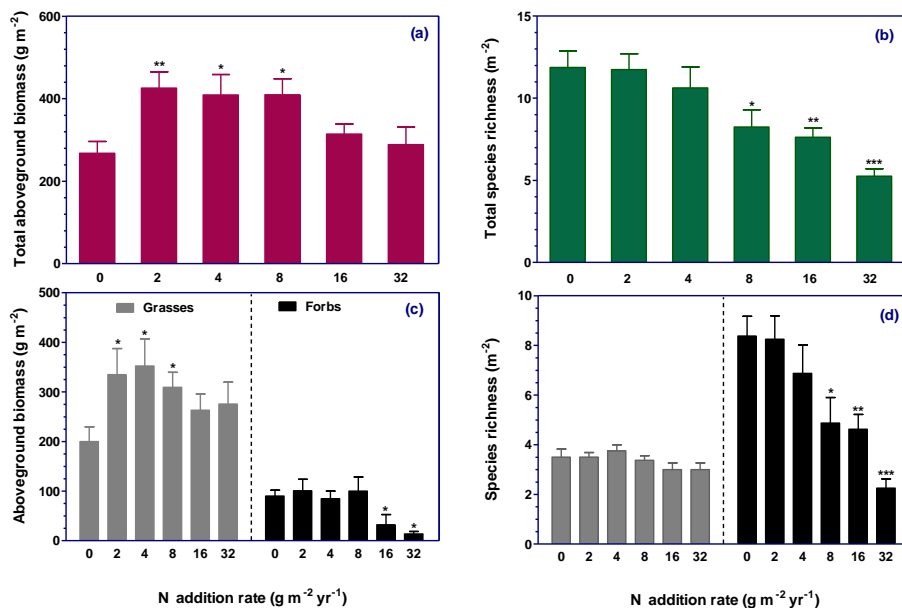 Total aboveground biomass (g m⁻²)
600
400
200
0
(a)
**
*
*
0 2 4 8 16 32
Total species richness (m⁻²)
15
10
5
0
(b)
*
**
***
0 2 4 8 16 32
Aboveground biomass (g m⁻²)
500
400
300
200
100
0
Grasses
Forbs
(c)
*
*
*
*
*
0 2 4 8 16 32 0 2 4 8 16 32
N addition rate (g m⁻² yr⁻¹)
Species richness (m⁻²)
10
8
6
4
2
0
(d)
*
**
***
0 2 4 8 16 32 0 2 4 8 16 32
N addition rate (g m⁻² yr⁻¹)